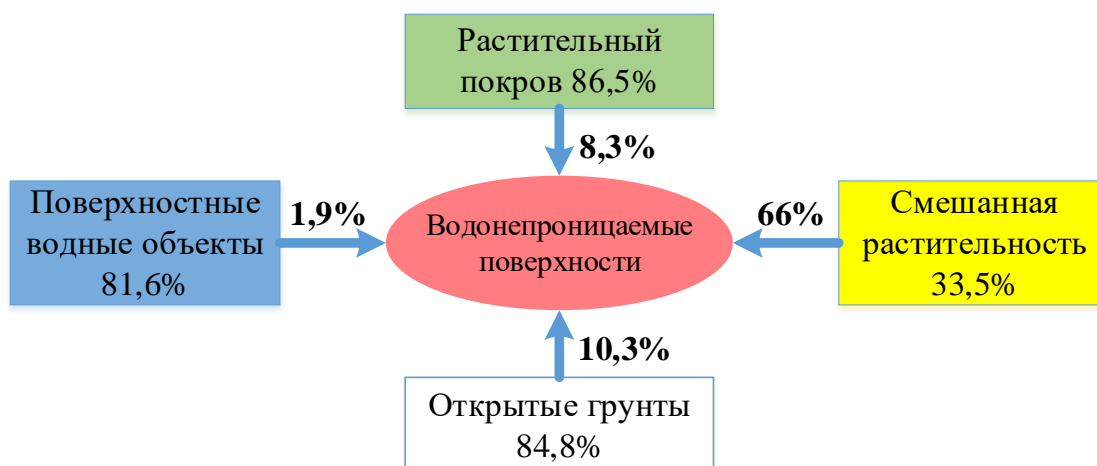 Растительный
покров 86,5%
8,3%
Поверхностные
водные объекты
81,6%
1,9%
Водонепроницаемые
поверхности
66%
Смешанная
растительность
33,5%
10,3%
Открытые грунты
84,8%